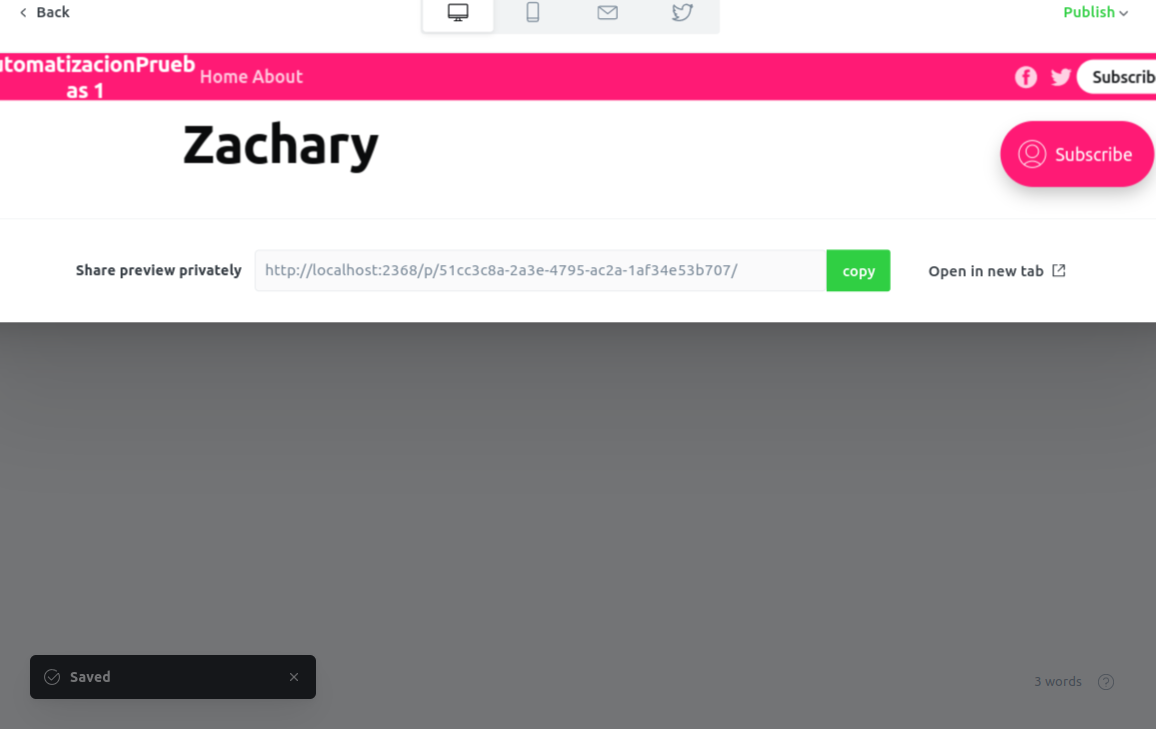 Back
Publish
utomatizacionPrueb
as 1
Home About
Subscrib
Zachary
Subscribe
Share preview privately
http://localhost:2368/p/51cc3c8a-2a3e-4795-ac2a-1af34e53b707/
copy
Open in new tab
Saved
3 words